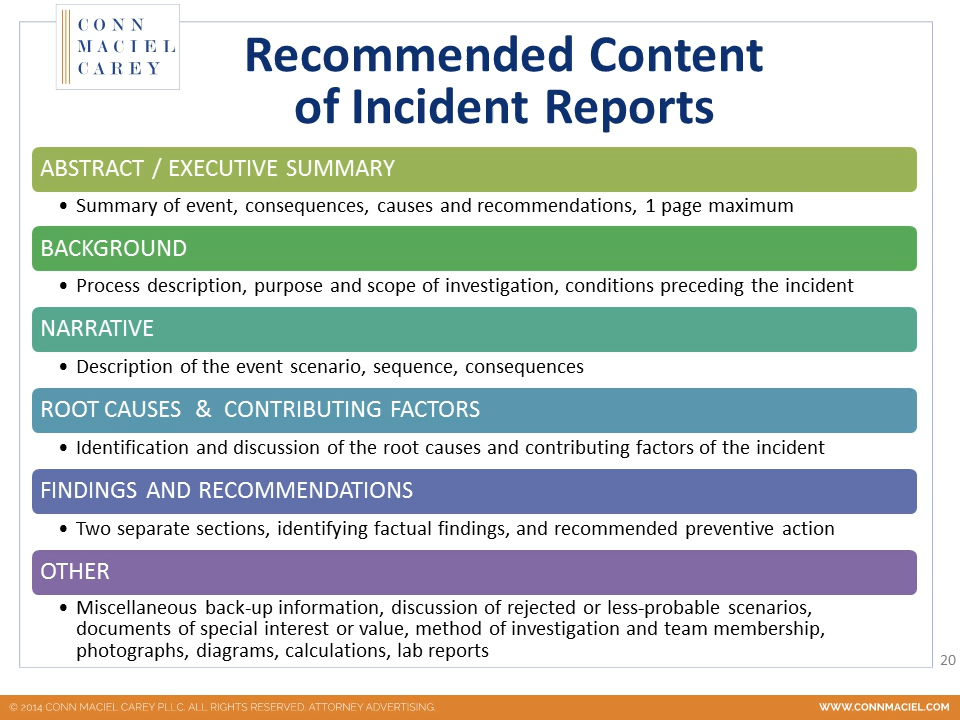 CONN
MACIEL
CAREY
Recommended Content
of Incident Reports
ABSTRACT / EXECUTIVE SUMMARY
• Summary of event, consequences, causes and recommendations, 1 page maximum
BACKGROUND
• Process description, purpose and scope of investigation, conditions preceding the incident
NARRATIVE
• Description of the event scenario, sequence, consequences
ROOT CAUSES & CONTRIBUTING FACTORS
• Identification and discussion of the root causes and contributing factors of the incident
FINDINGS AND RECOMMENDATIONS
• Two separate sections, identifying factual findings, and recommended preventive action
OTHER
• Miscellaneous back-up information, discussion of rejected or less-probable scenarios,
documents of special interest or value, method of investigation and team membership,
photographs, diagrams, calculations, lab reports
20
© 2014 CONN MACIEL CAREY PLLC. ALL RIGHTS RESERVED. ATTORNEY ADVERTISING.
WWW.CONNMACIEL.COM